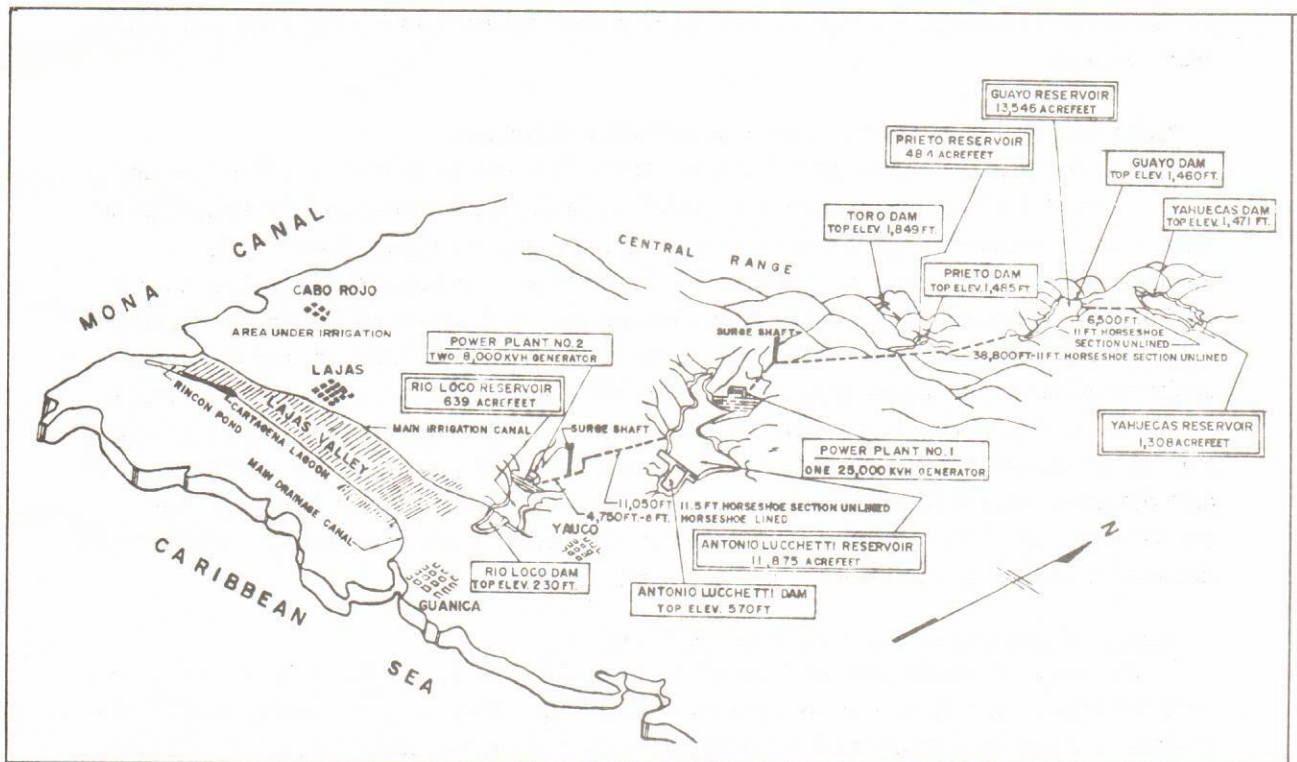 GUAYO RESERVOIR
13,546 ACREFEET
PRIETO RESERVOIR
484 ACREFEET
GUAYO DAM
TOP ELEV. 1,460 FT.
TORO DAM
TOP ELEV. 1,849 FT.
YAHUECAS DAM
TOP ELEV. 1,471 FT.
CENTRAL RANGE
PRIETO DAM
TOP ELEV. 1,485 FT.
MONA CANAL
CABO ROJO
AREA UNDER IRRIGATION
SURGE SHAFT
6,500 FT
11 FT HORSESHOE
SECTION UNLINED
38,800 FT-11 FT. HORSESHOE SECTION UNLINED
POWER PLANT NO. 2
TWO 8,000 KVH GENERATOR
LAJAS
RIO LOCO RESERVOIR
639 ACREFEET
RINCON POND
CARTAGENA LAGOON
LAJAS VALLEY
MAIN IRRIGATION CANAL
SURGE SHAFT
YAHUECAS RESERVOIR
1,308 ACREFEET
POWER PLANT NO. 1
ONE 25,000 KVH GENERATOR
MAIN DRAINAGE CANAL
11,050 FT 11.5 FT HORSESHOE SECTION UNLINED
4,750 FT.-8 FT. HORSESHOE LINED
YAUCO
ANTONIO LUCCHETTI RESERVOIR
11,875 ACREFEET
RIO LOCO DAM
TOP ELEV. 230 FT.
ANTONIO LUCCHETTI DAM
TOP ELEV. 570 FT
GUANICA
CARIBBEAN SEA
N